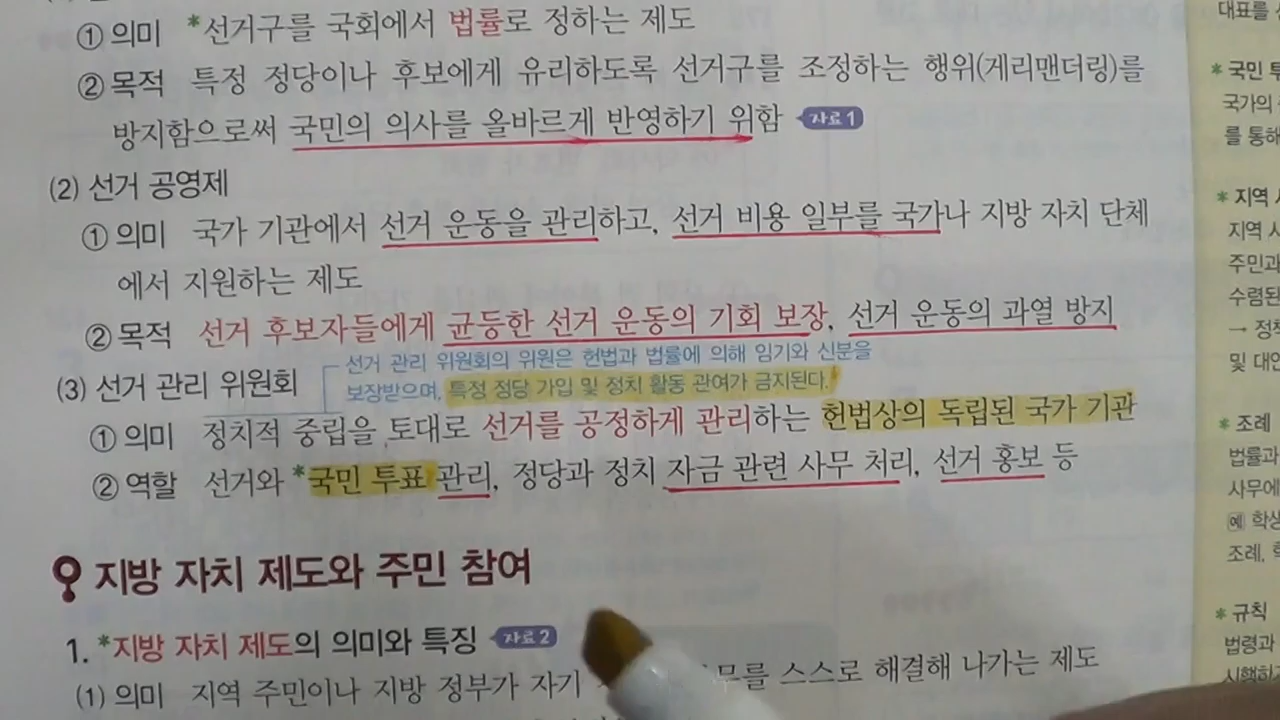 ① 의미 *선거구를 국회에서 법률로 정하는 제도
② 목적 특정 정당이나 후보에게 유리하도록 선거구를 조정하는 행위(게리맨더링)를
방지함으로써 국민의 의사를 올바르게 반영하기 위함 자료1
(2) 선거 공영제
① 의미 국가 기관에서 선거 운동을 관리하고, 선거 비용 일부를 국가나 지방 자치 단체
에서 지원하는 제도
② 목적 선거 후보자들에게 균등한 선거 운동의 기회 보장, 선거 운동의 과열 방지
선거 관리 위원회의 위원은 헌법과 법률에 의해 임기와 신분을
보장받으며, 특정 정당 가입 및 정치 활동 관여가 금지된다.
(3) 선거 관리 위원회
① 의미 정치적 중립을 토대로 선거를 공정하게 관리하는 헌법상의 독립된 국가 기관
② 역할 선거와 *국민 투표 관리, 정당과 정치 자금 관련 사무 처리, 선거 홍보 등
지방 자치 제도와 주민 참여
1. *지방 자치 제도의 의미와 특징 자료2
(1) 의미 지역 주민이나 지방 정부가 자기 스스로 해결해 나가는 제도
대표를
* 국민
국가의
를 통해
* 지역
지역
주민과
수렴된
→
및
* 조례
법률과
사무에
예 학생
조례,
* 규칙
법령과